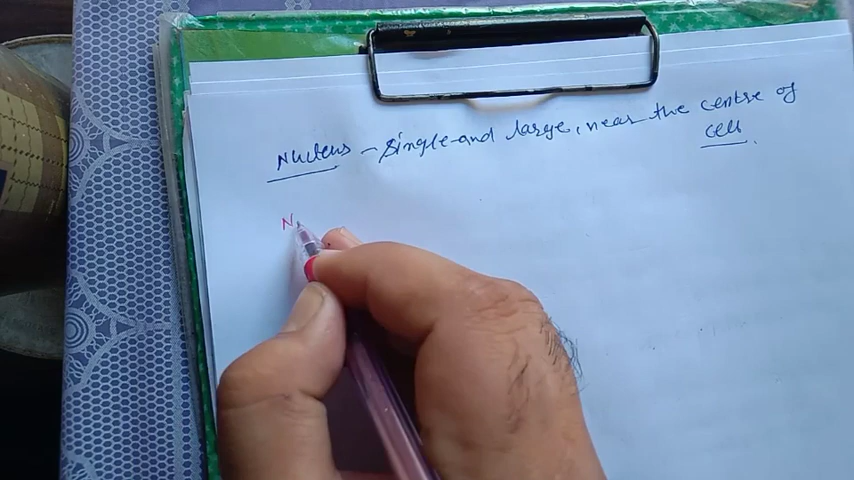 Nucleus - single and large, near the centre of
cell.
N